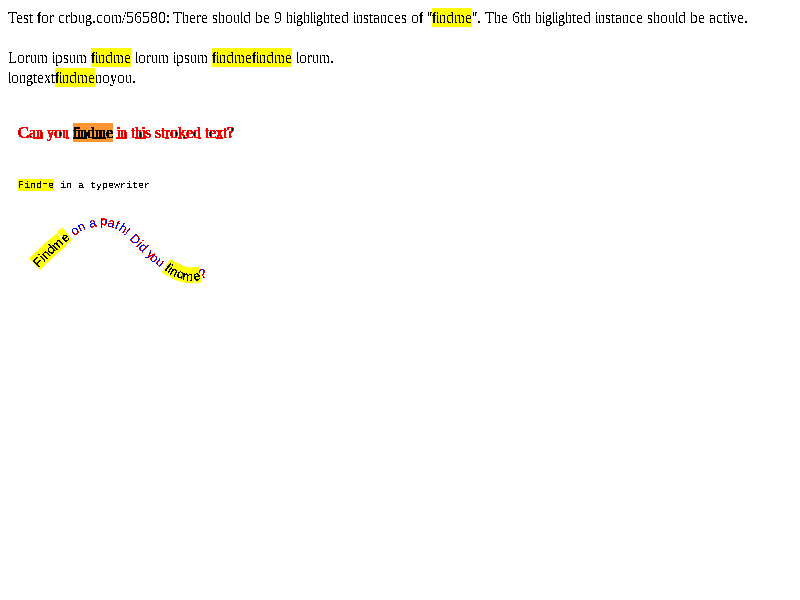 Test for crbug.com/56580: There should be 9 highlighted instances of "findme". The 6th higlighted instance should be active.
Lorum ipsum findme lorum ipsum findmefindme lorum.
longtextfindmenoyou.
Can you findme in this stroked text?
Findme in a typewriter
Findme on a path! Did you findme?